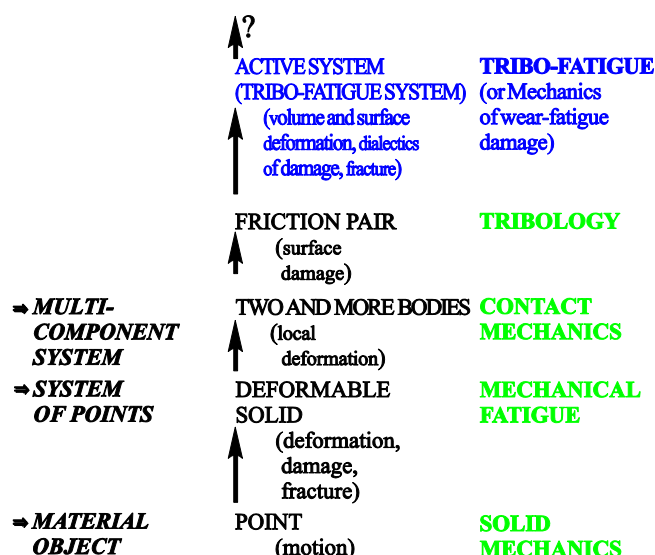 ?
ACTIVE SYSTEM
(TRIBO-FATIGUE SYSTEM)
(volume and surface
deformation, dialectics
of damage, fracture)
TRIBO-FATIGUE
(or Mechanics
of wear-fatigue
damage)
FRICTION PAIR
(surface
damage)
TRIBOLOGY
⇒ MULTI-
COMPONENT
SYSTEM
TWO AND MORE BODIES
(local
deformation)
CONTACT
MECHANICS
⇒ SYSTEM
OF POINTS
DEFORMABLE
SOLID
(deformation,
damage,
fracture)
MECHANICAL
FATIGUE
⇒ MATERIAL
OBJECT
POINT
(motion)
SOLID
MECHANICS